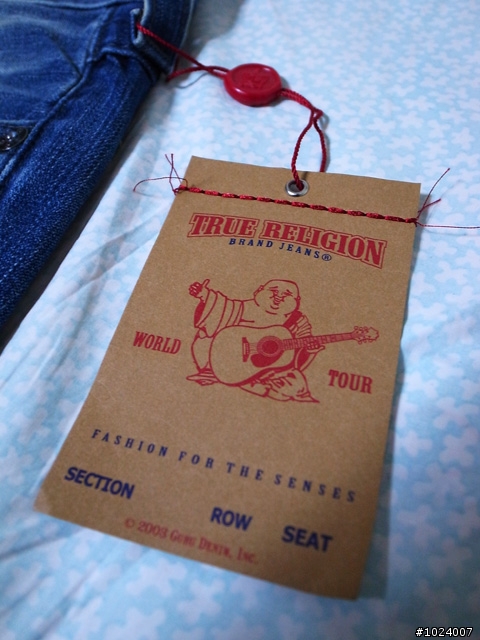 TRUE RELIGION
BRAND JEANS®
WORLD TOUR
FASHION FOR THE SENSES
SECTION ROW SEAT
© 2003 Guru Denim, Inc.
#1024007